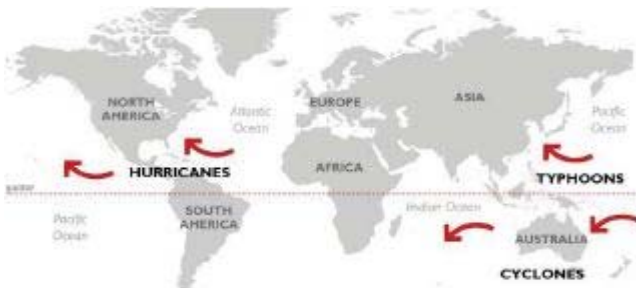 NORTH
AMERICA
Atlantic
Ocean
EUROPE
ASIA
Pacific
Ocean
HURRICANES
AFRICA
TYPHOONS
SOUTH
AMERICA
Pacific
Ocean
Indian Ocean
AUSTRALIA
CYCLONES